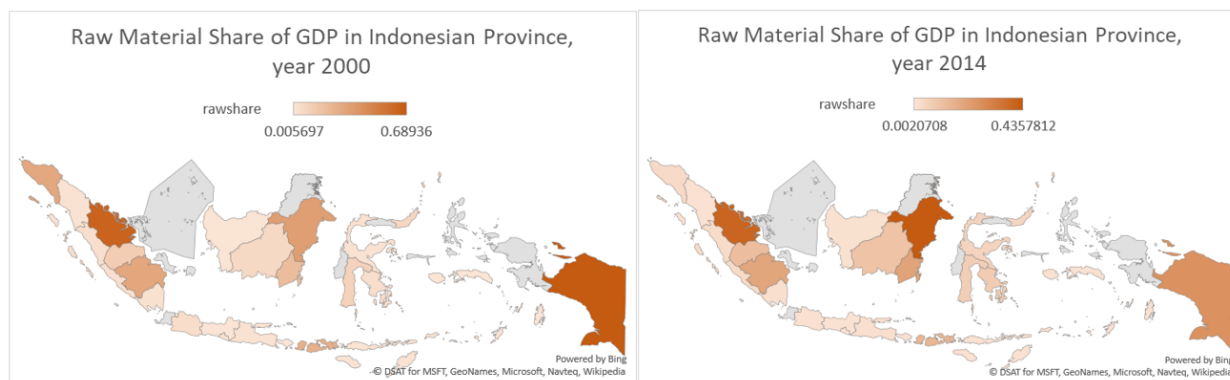 Raw Material Share of GDP in Indonesian Province,
year 2000
rawshare
0.005697 0.68936
Powered by Bing
© DSAT for MSFT, GeoNames, Microsoft, Navteq, Wikipedia
Raw Material Share of GDP in Indonesian Province,
year 2014
rawshare
0.0020708 0.4357812
Powered by Bing
© DSAT for MSFT, GeoNames, Microsoft, Navteq, Wikipedia